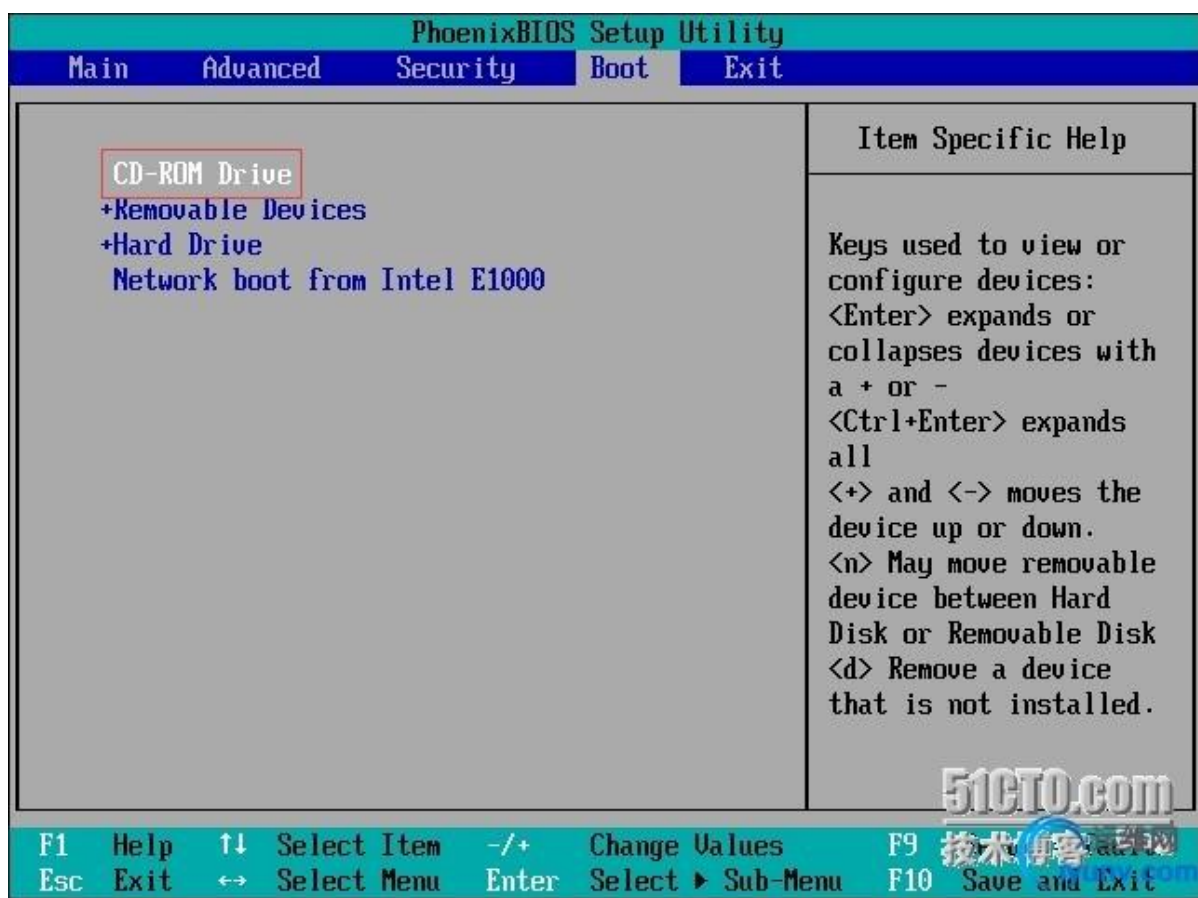 PhoenixBIOS Setup Utility
Main Advanced Security Boot Exit
CD-ROM Drive
+Removable Devices
+Hard Drive
Network boot from Intel E1000
Item Specific Help
Keys used to view or
configure devices:
<Enter> expands or
collapses devices with
a + or -
<Ctrl+Enter> expands
all
<+> and <-> moves the
device up or down.
<n> May move removable
device between Hard
Disk or Removable Disk
<d> Remove a device
that is not installed.
51CTO.com
技术博客
F1 Help ↑↓ Select Item -/+ Change Values F9
Esc Exit ↔ Select Menu Enter Select ▶ Sub-Menu F10 Save and Exit